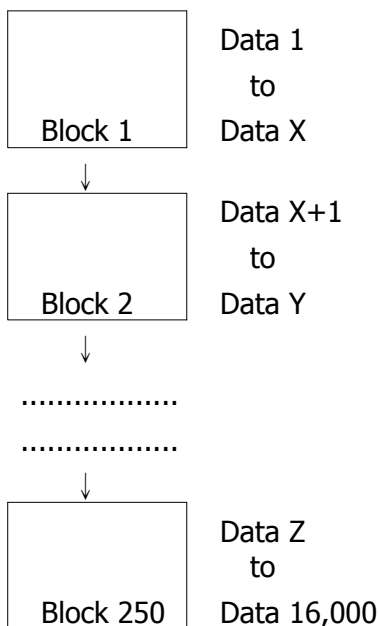 Data 1
to
Block 1 Data X
Data X+1
to
Block 2 Data Y
..................
..................
Data Z
to
Block 250 Data 16,000